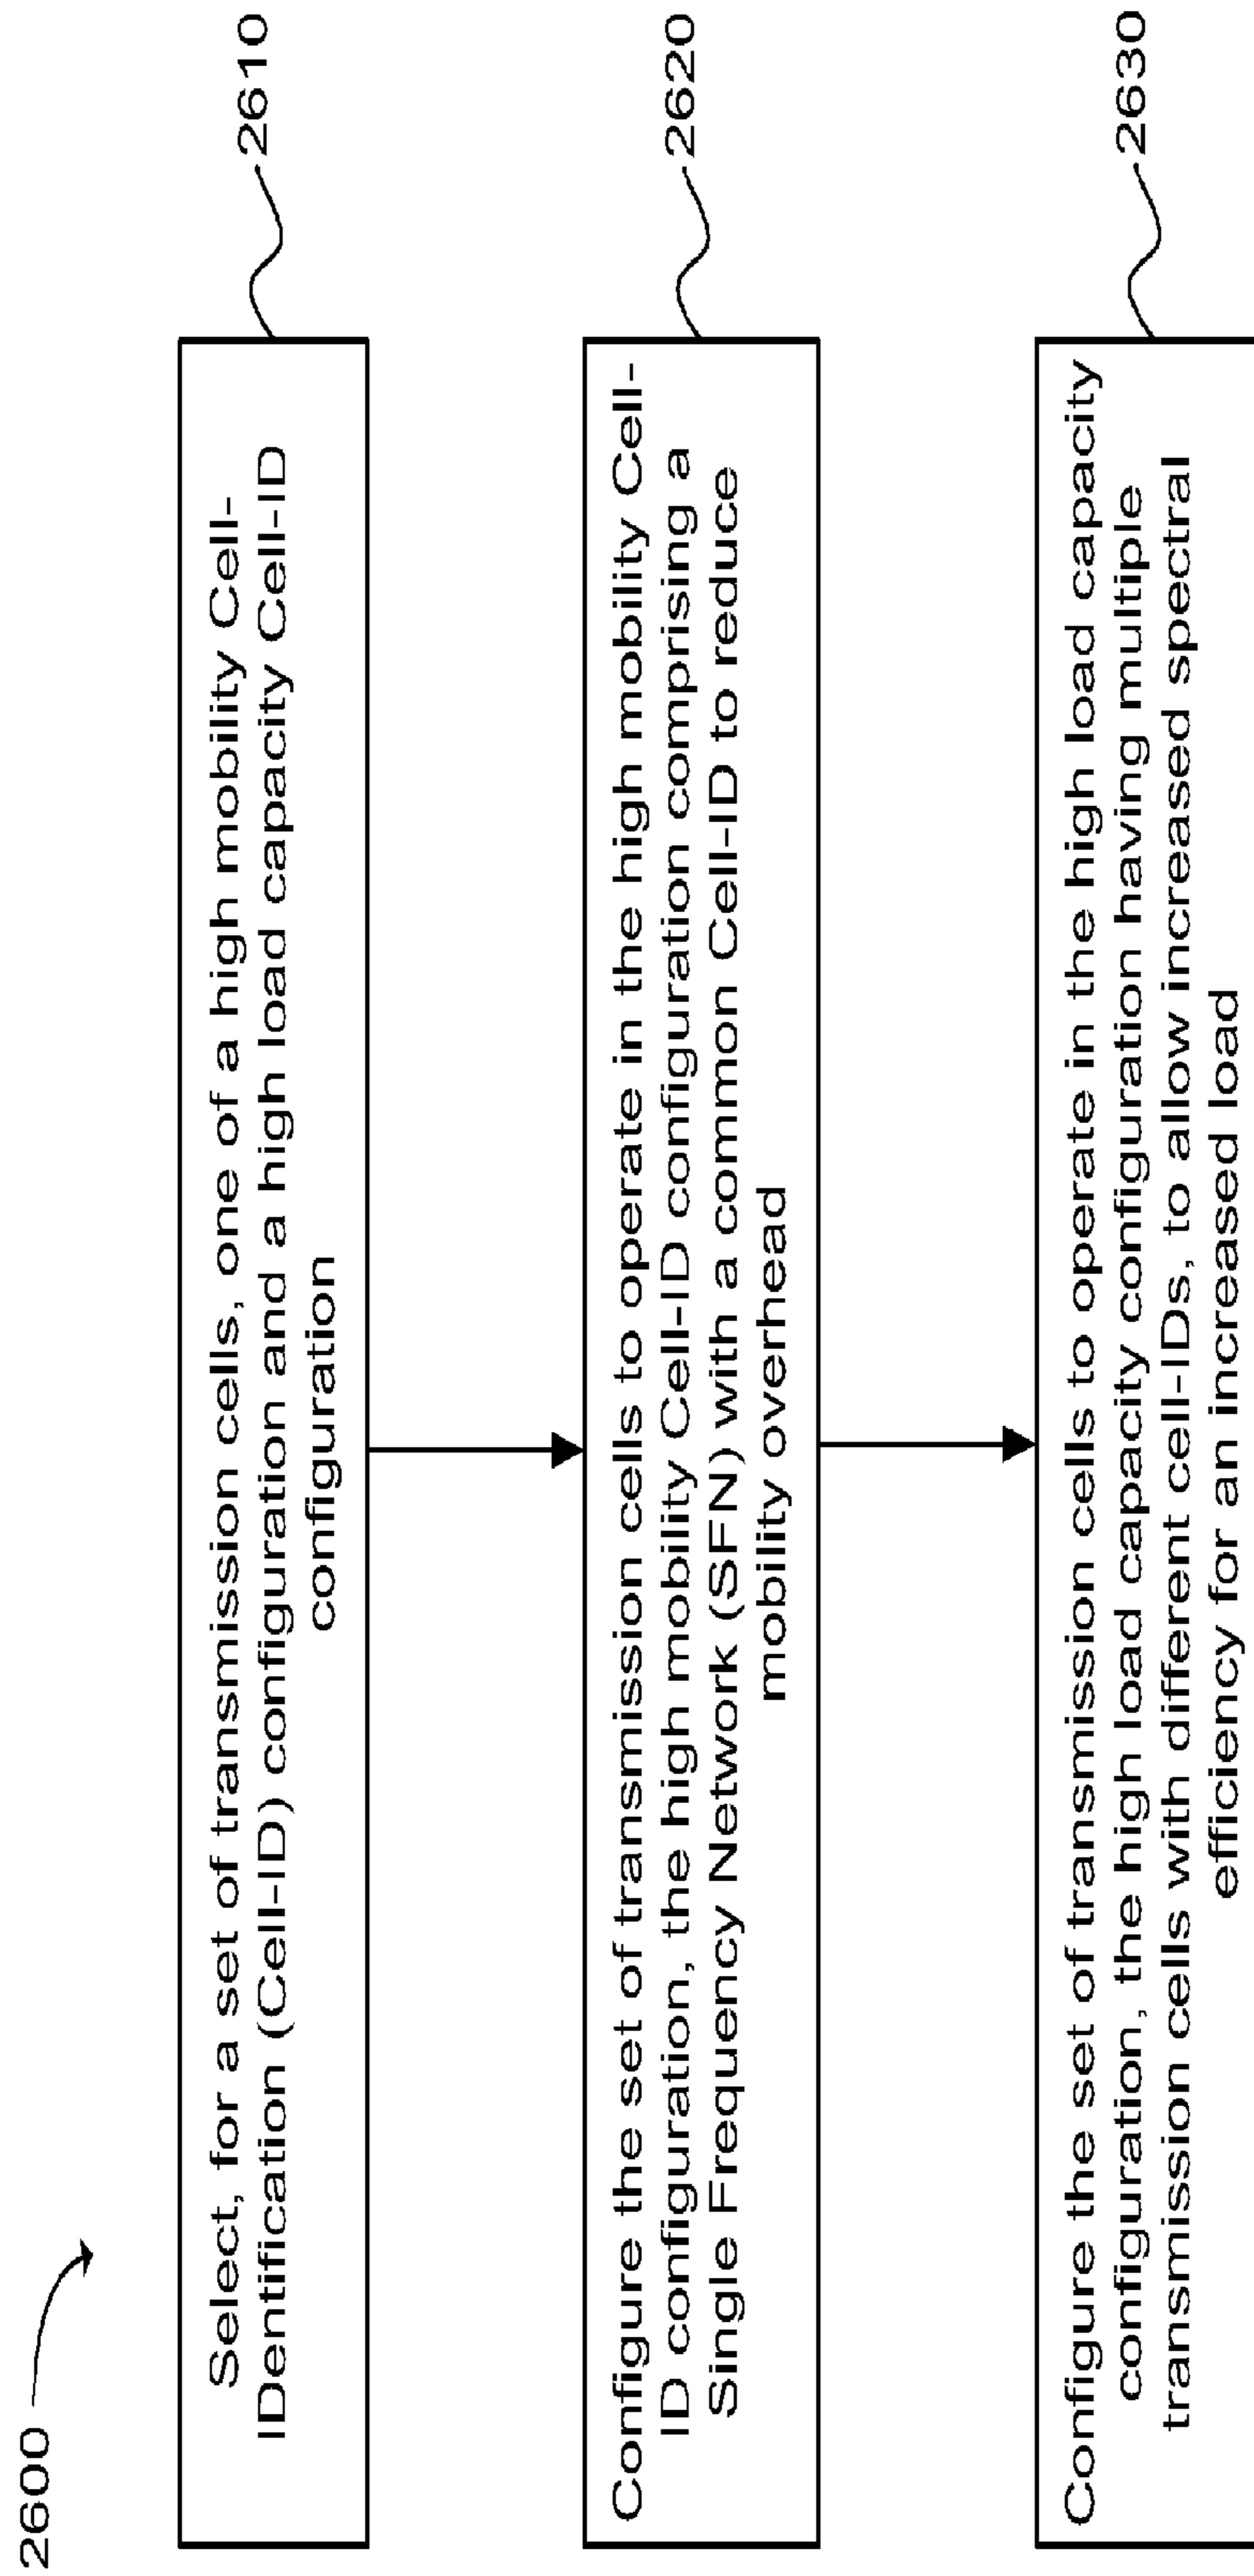 2600
Select, for a set of transmission cells, one of a high mobility Cell-
IDentification (Cell-ID) configuration and a high load capacity Cell-ID
configuration
2610
Configure the set of transmission cells to operate in the high mobility Cell-
ID configuration, the high mobility Cell-ID configuration comprising a
Single Frequency Network (SFN) with a common Cell-ID to reduce
mobility overhead
2620
Configure the set of transmission cells to operate in the high load capacity
configuration, the high load capacity configuration having multiple
transmission cells with different cell-IDs, to allow increased spectral
efficiency for an increased load
2630